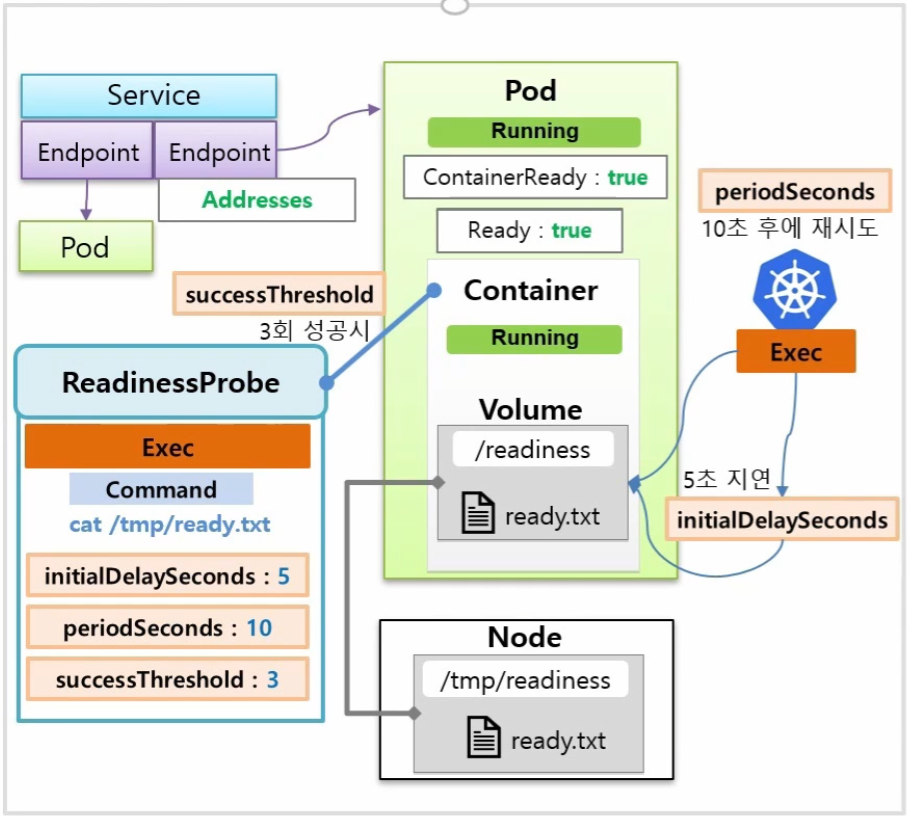 Service
Endpoint
Endpoint
Addresses
Pod
Pod
Running
ContainerReady : true
Ready : true
Container
Running
Volume
/readiness
ready.txt
periodSeconds
10초 후에 재시도
Exec
5초 지연
initialDelaySeconds
successThreshold
3회 성공시
ReadinessProbe
Exec
Command
cat /tmp/ready.txt
initialDelaySeconds : 5
periodSeconds : 10
successThreshold : 3
Node
/tmp/readiness
ready.txt